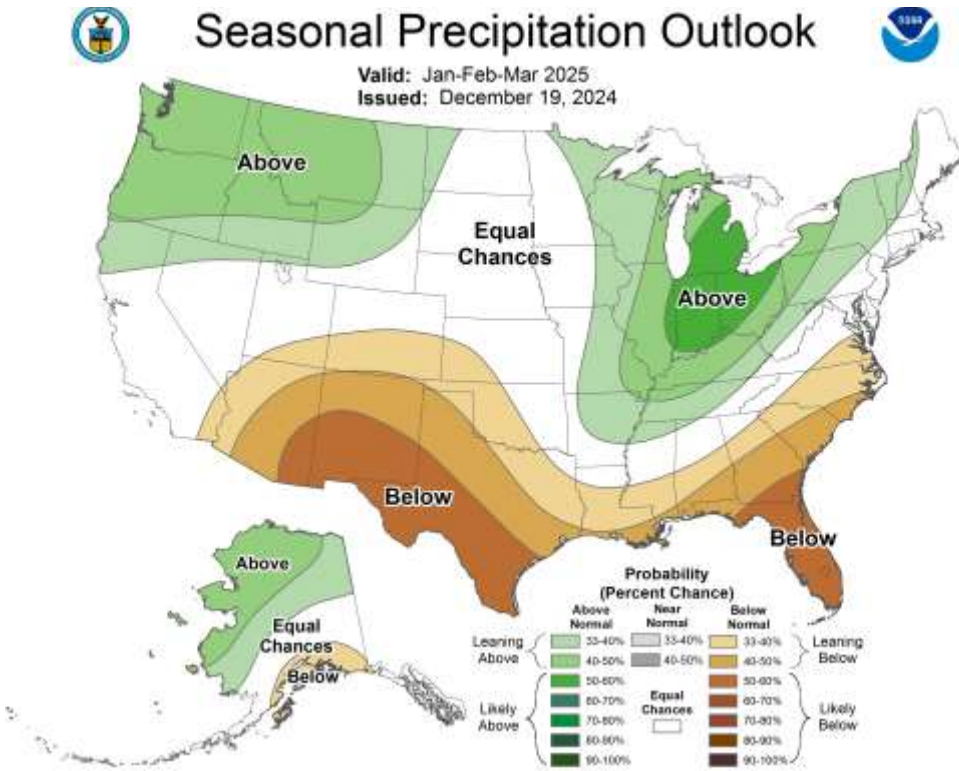 Seasonal Precipitation Outlook
NOAA
Valid: Jan-Feb-Mar 2025
Issued: December 19, 2024
Above
Equal
Chances
Above
Below
Below
Above
Equal
Chances
Below
Probability
(Percent Chance)
Above Normal
Near Normal
Below Normal
Leaning Above
33-40%
33-40%
33-40%
Leaning Below
40-50%
40-50%
40-50%
Likely Above
50-60%
50-60%
Likely Below
60-70%
60-70%
70-80%
Equal Chances
70-80%
80-90%
80-90%
90-100%
90-100%